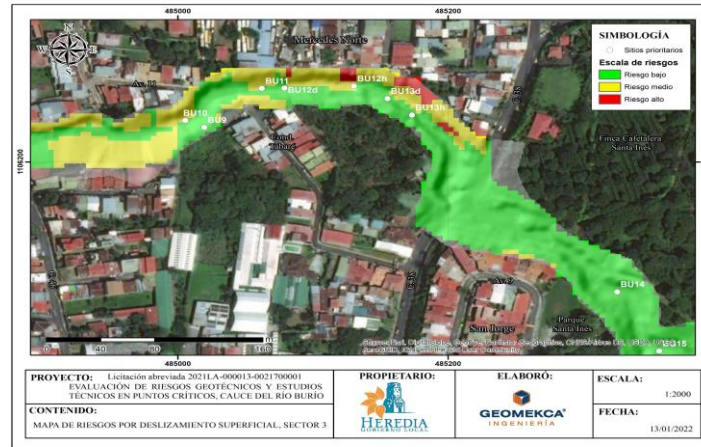 485000
485200
N
W
E
S
Mercedes Norte
SIMBOLOGÍA
Sitios prioritarios
Escala de riesgos
Riesgo bajo
Riesgo medio
Riesgo alto
BU11
BU12d
BU12h
BU13d
BU13h
BU10
BU9
Cond.
Finca Cafetalera
Santa Inés
1106200
BU14
San Jorge
Parque
Santa Inés
0 40 80 160
m
485000
485200
PROYECTO: Licitación abreviada 2021LA-000013-0021700001
EVALUACIÓN DE RIESGOS GEOTÉCNICOS Y ESTUDIOS
TÉCNICOS EN PUNTOS CRÍTICOS, CAUCE DEL RÍO BURÍO
CONTENIDO:
MAPA DE RIESGOS POR DESLIZAMIENTO SUPERFICIAL, SECTOR 3
PROPIETARIO:
HEREDIA
GOBIERNO LOCAL
ELABORÓ:
GEOMEKCA
INGENIERÍA
ESCALA:
1:2000
FECHA:
13/01/2022